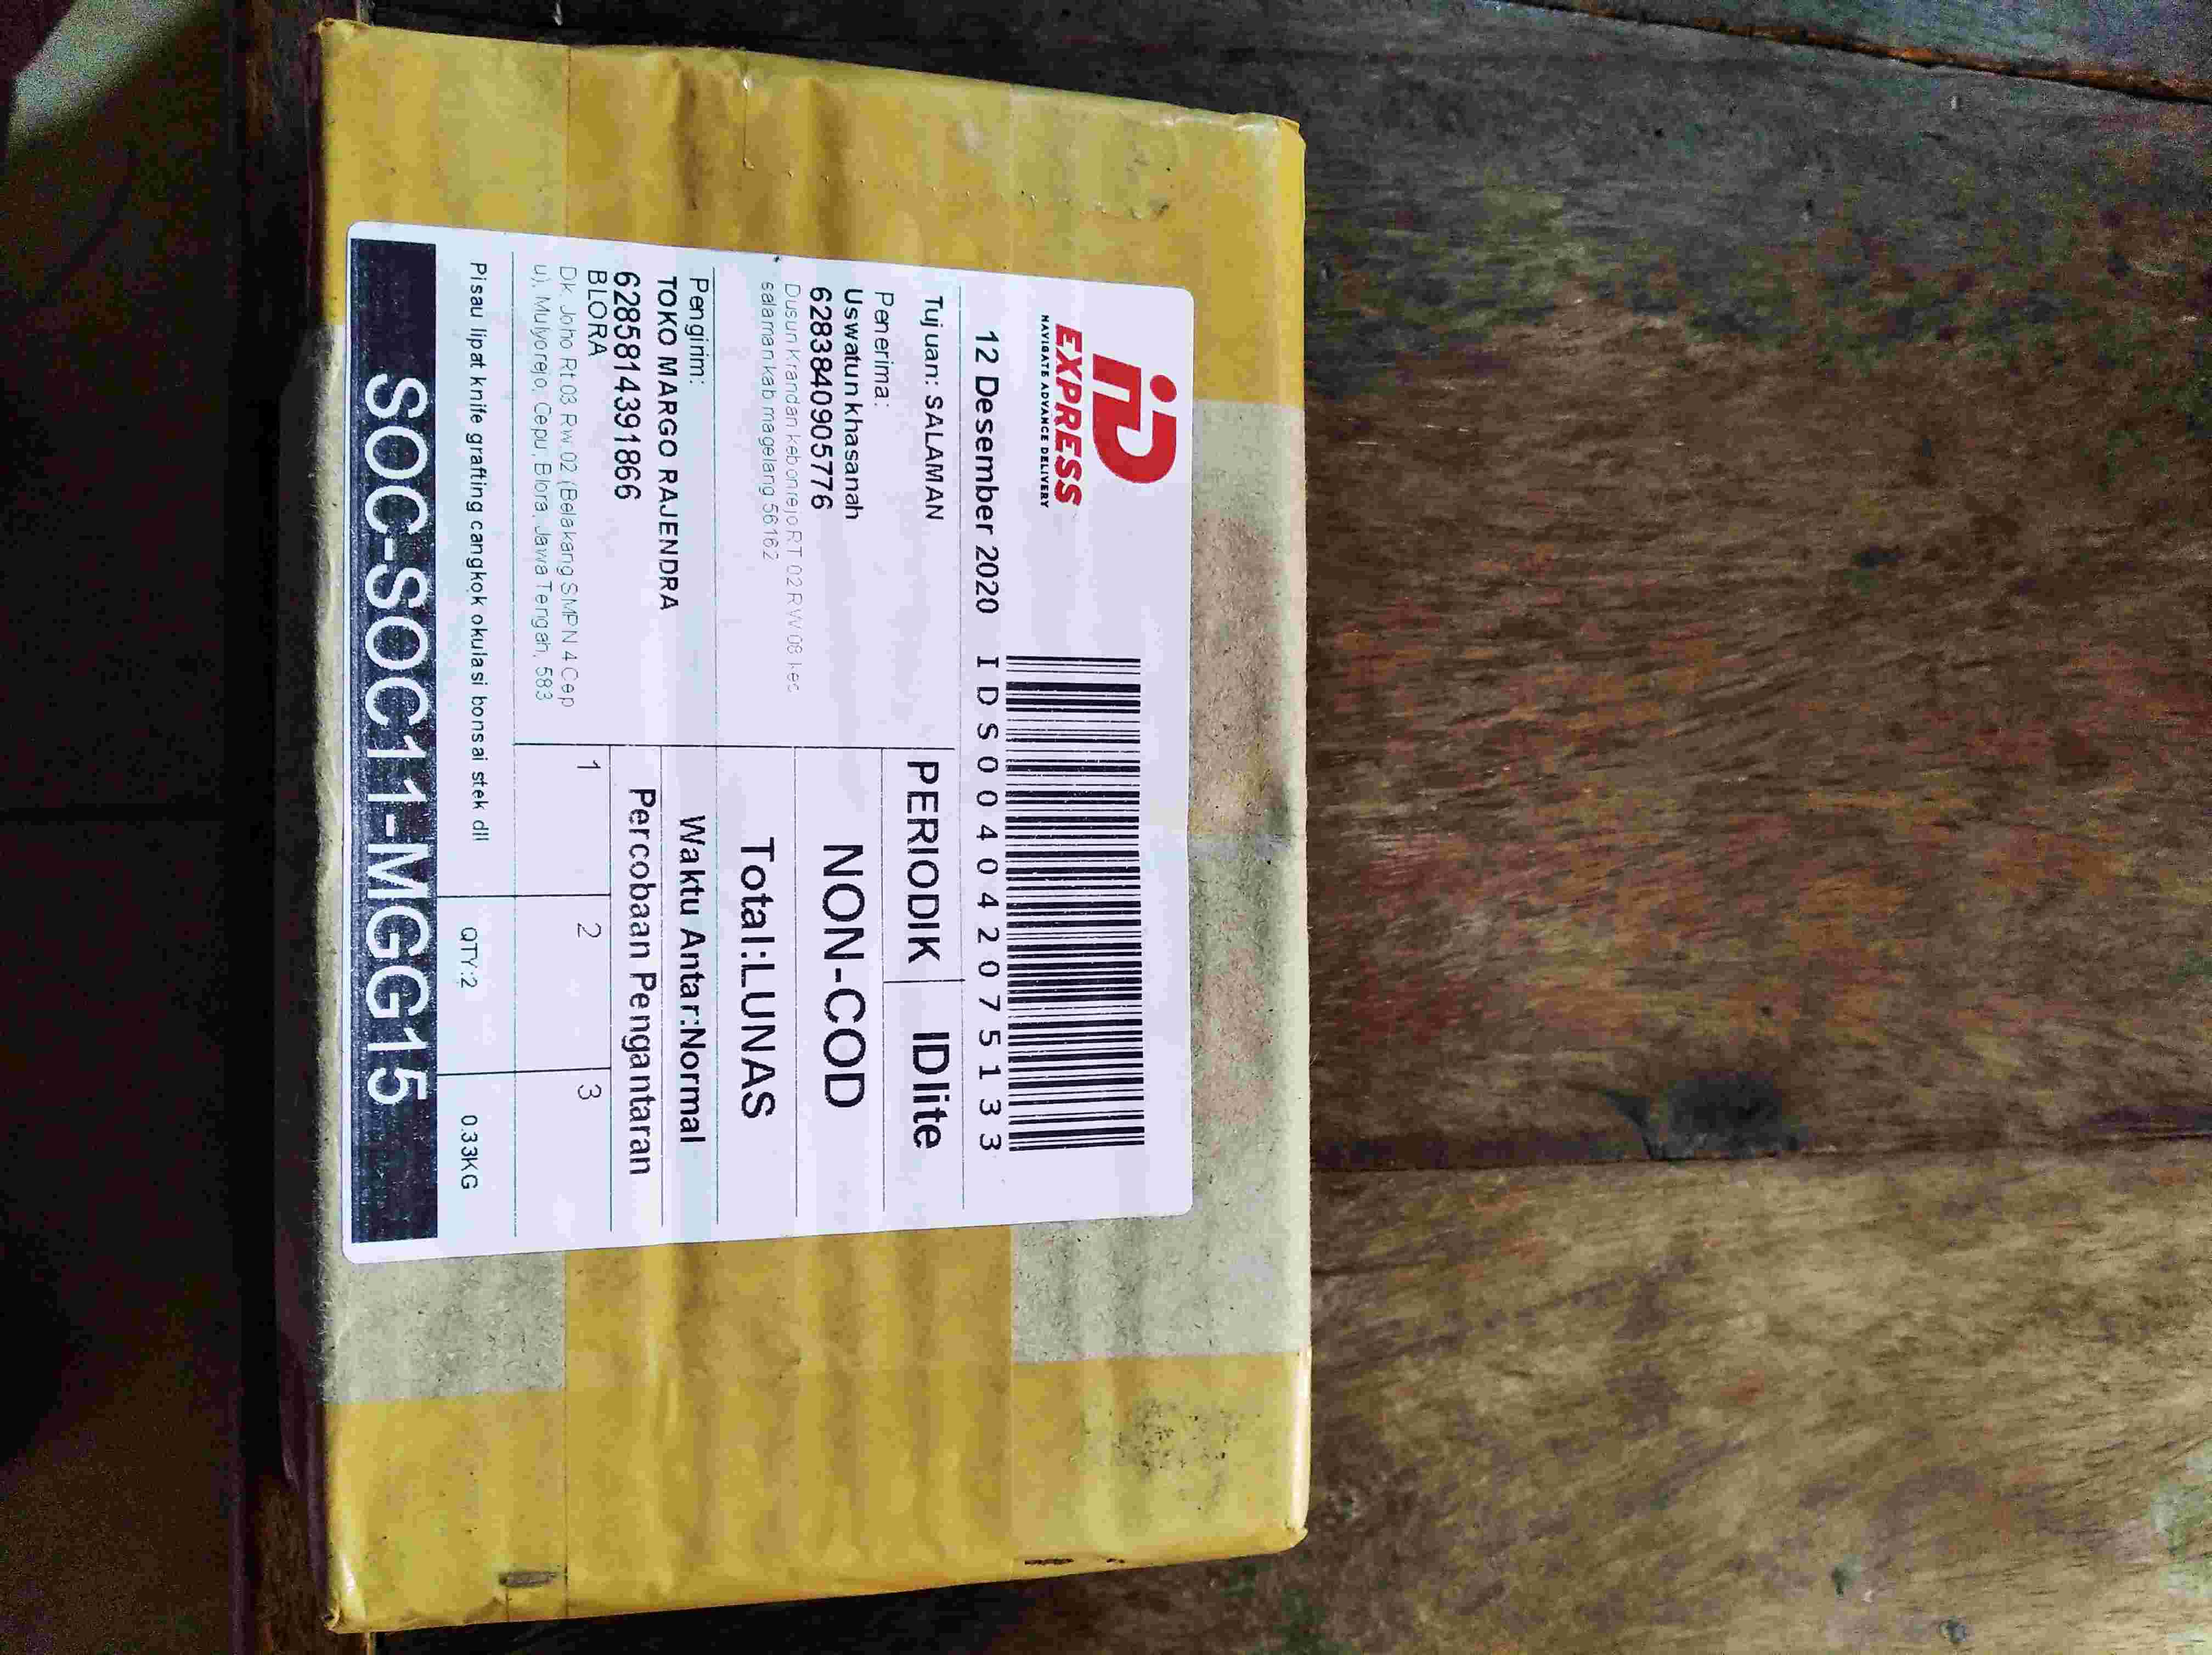 iD
EXPRESS
NAVIGATE ADVANCE DELIVERY
12 Desember 2020
IDS0040420751 33
Tujuan: SALAMAN
PERIODIK
IDlite
Penerima:
Uswatun khasanah
6283840905776
Dusun Krandan kebonrejo RT 02 RW 08 kec
salaman kab magelang 56162
NON-COD
Total:LUNAS
Pengirim:
TOKO MARGO RAJENDRA
6285814391866
BLORA
Dk. Joho Rt.03 Rw.02 (Belakang SMPN 4 Cep
u), Mulyorejo, Cepu, Blora, Jawa Tengah, 583
Waktu Antar:Normal
Percobaan Pengantaran
1
2
3
Pisau lipat knife grafting cangkok okulasi bonsai stek dll
QTY:2
0.33KG
SOC-SOC11-MGG15